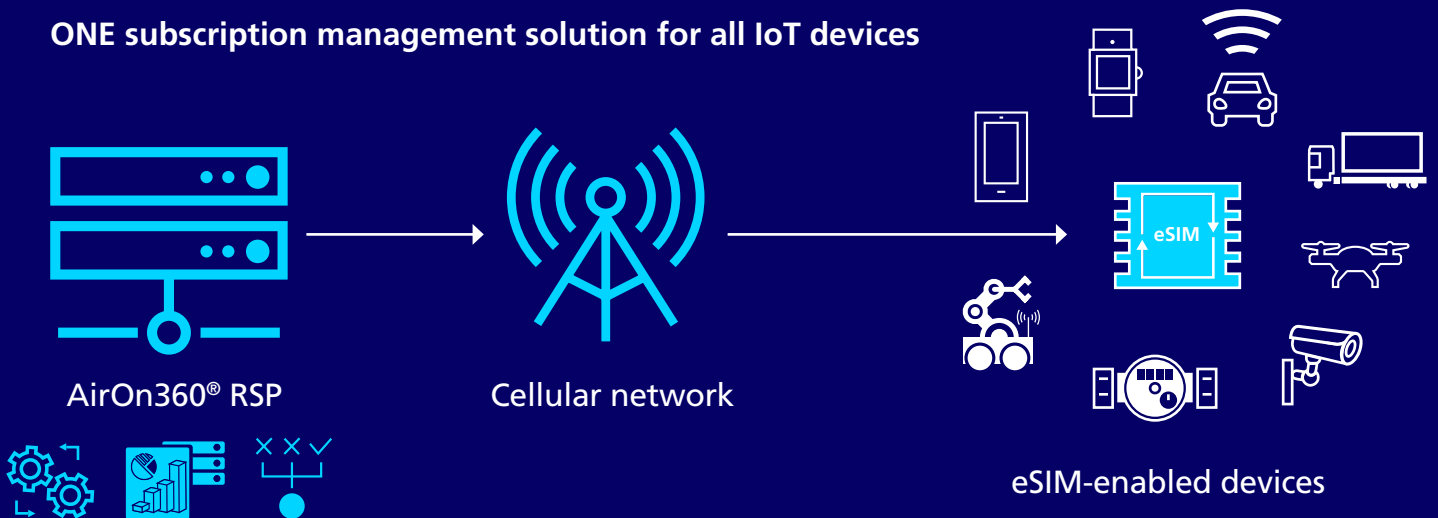 ONE subscription management solution for all IoT devices
eSIM
AirOn360® RSP
Cellular network
eSIM-enabled devices